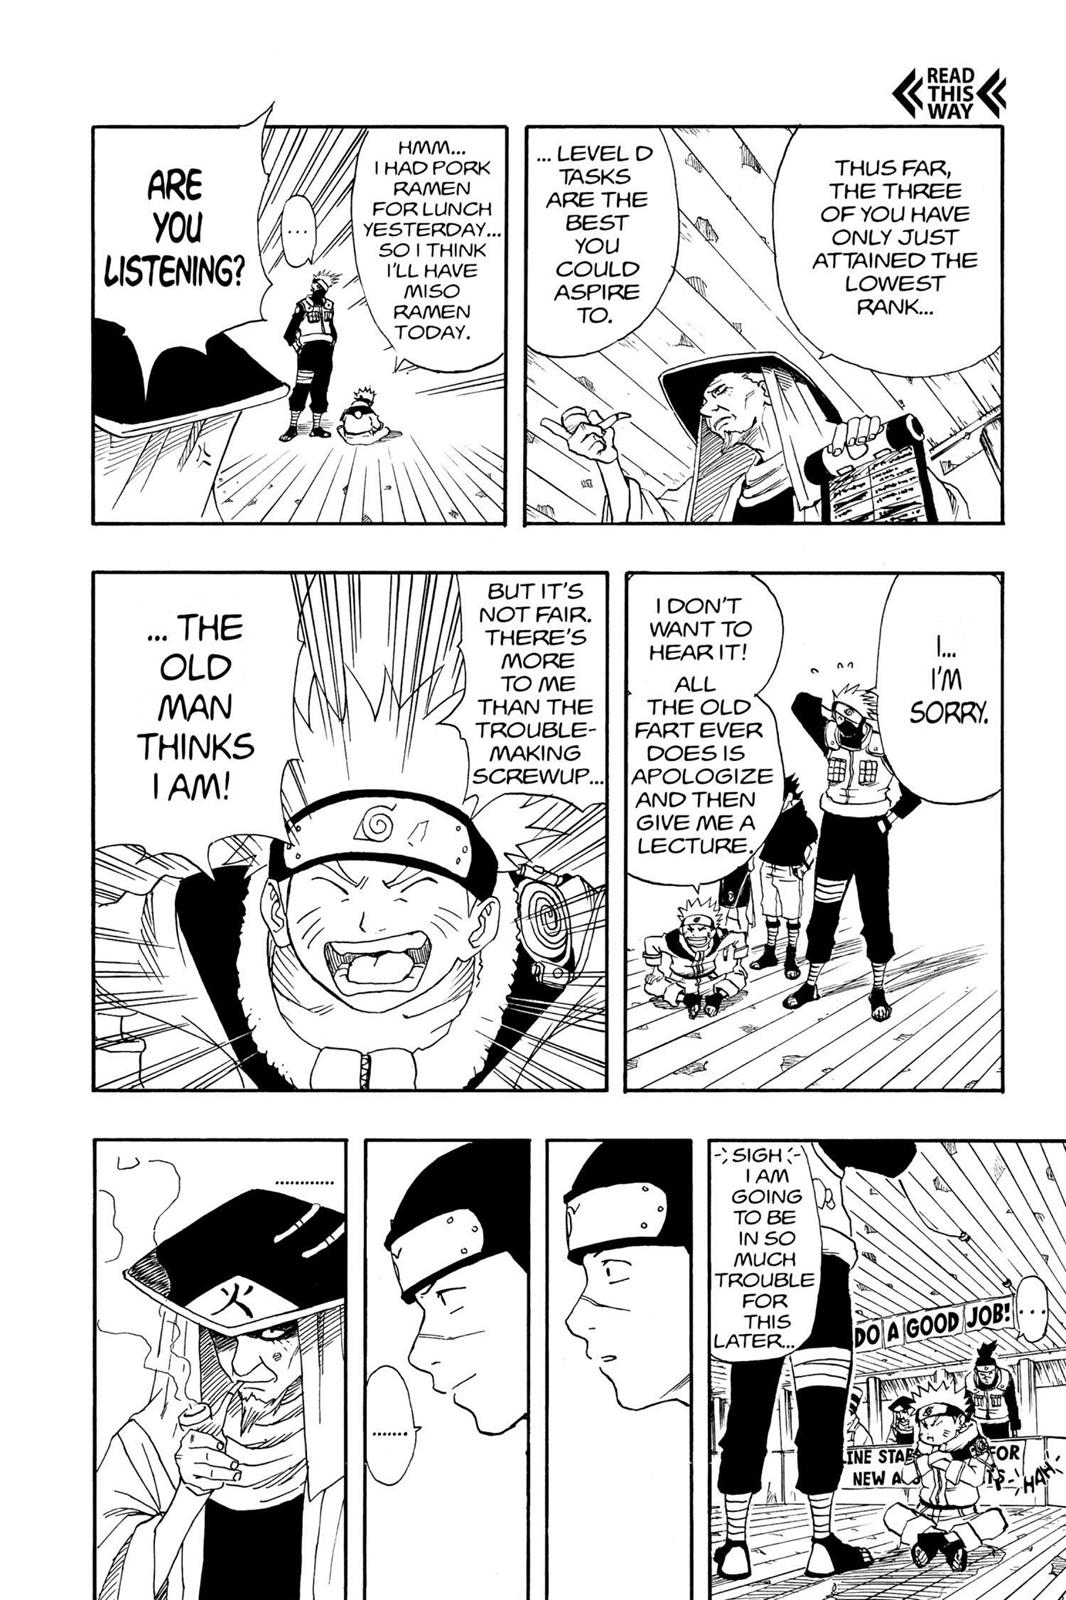 READ
THIS
WAY
THUS FAR,
THE THREE
OF YOU HAVE
ONLY JUST
ATTAINED THE
LOWEST
RANK...
... LEVEL D
TASKS
ARE THE
BEST
YOU
COULD
ASPIRE
TO.
HMM...
I HAD PORK
RAMEN
FOR LUNCH
YESTERDAY...
SO I THINK
I'LL HAVE
MISO
RAMEN
TODAY.
...
ARE
YOU
LISTENING?
I...
I'M
SORRY.
I DON'T
WANT TO
HEAR IT!
ALL
THE OLD
FART EVER
DOES IS
APOLOGIZE
AND THEN
GIVE ME A
LECTURE.
BUT IT'S
NOT FAIR.
THERE'S
MORE
TO ME
THAN THE
TROUBLE-
MAKING
SCREWUP...
... THE
OLD
MAN
THINKS
I AM!
SIGH
I AM
GOING
TO BE
IN SO
MUCH
TROUBLE
FOR
THIS
LATER...
...
DO A GOOD JOB!
LINE FOR
NEW
HAH
........
.............
火